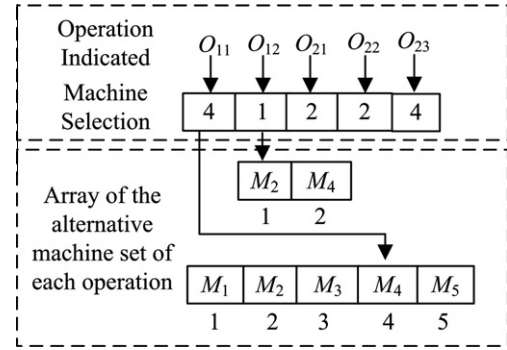 Operation Indicated O₁₁ O₁₂ O₂₁ O₂₂ O₂₃
Machine Selection 4 1 2 2 4
Array of the alternative machine set of each operation
M₂ M₄
1 2
M₁ M₂ M₃ M₄ M₅
1 2 3 4 5